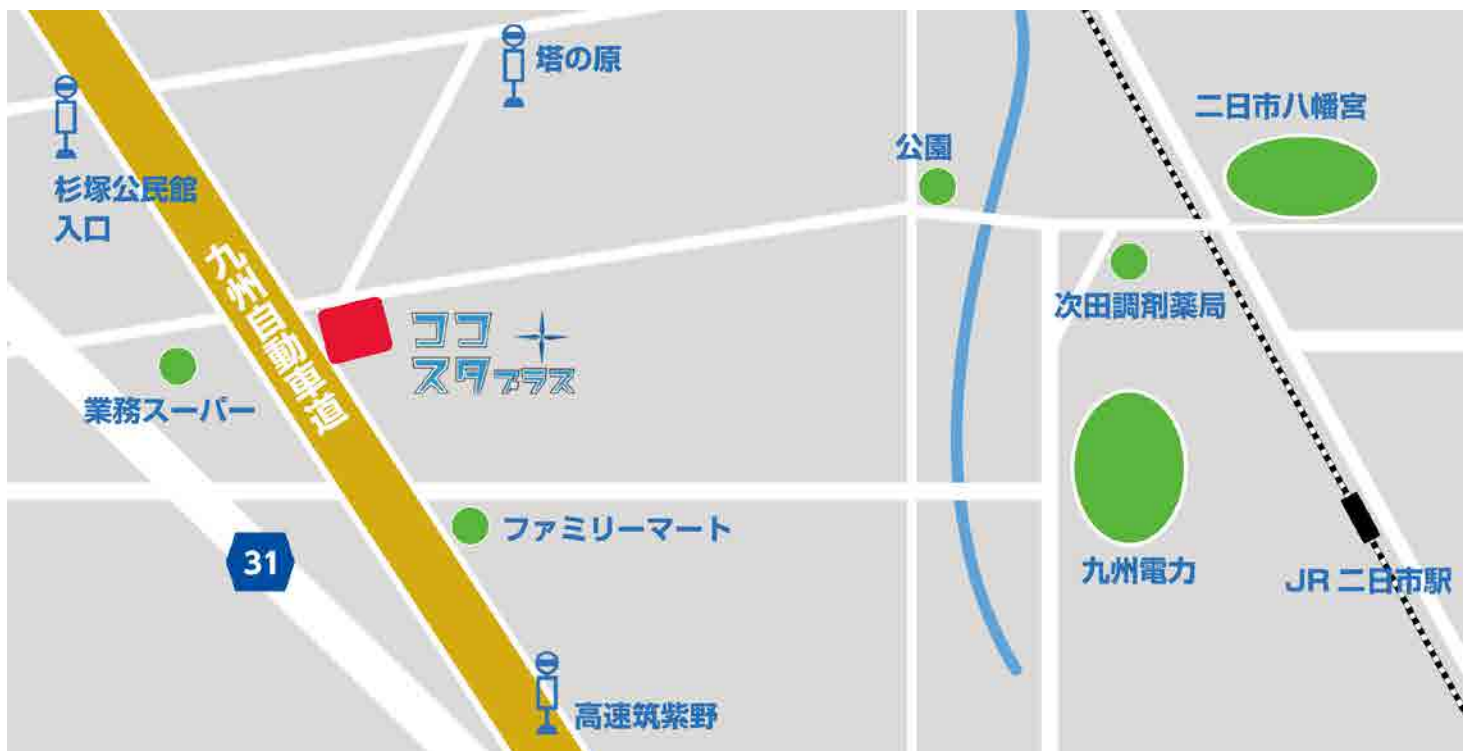 塔の原
二日市八幡宮
公園
杉塚公民館
入口
九州自動車道
次田調剤薬局
ココ
スタプラス
業務スーパー
ファミリーマート
31
九州電力
JR 二日市駅
高速筑紫野